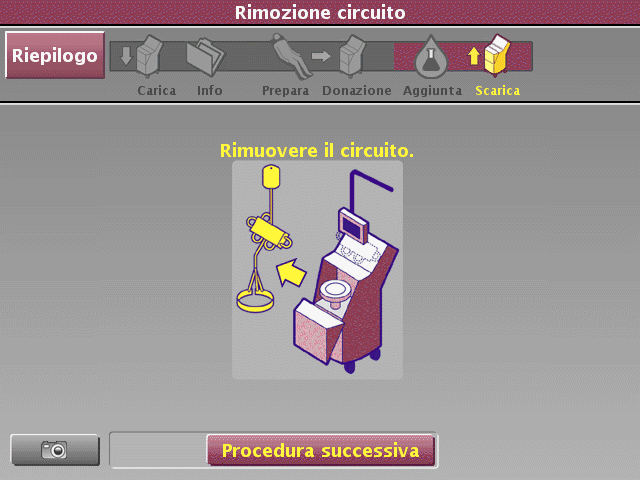 Rimozione circuito
Riepilogo
Carica Info Prepara Donazione Aggiunta Scarica
Rimuovere il circuito.
Procedura successiva